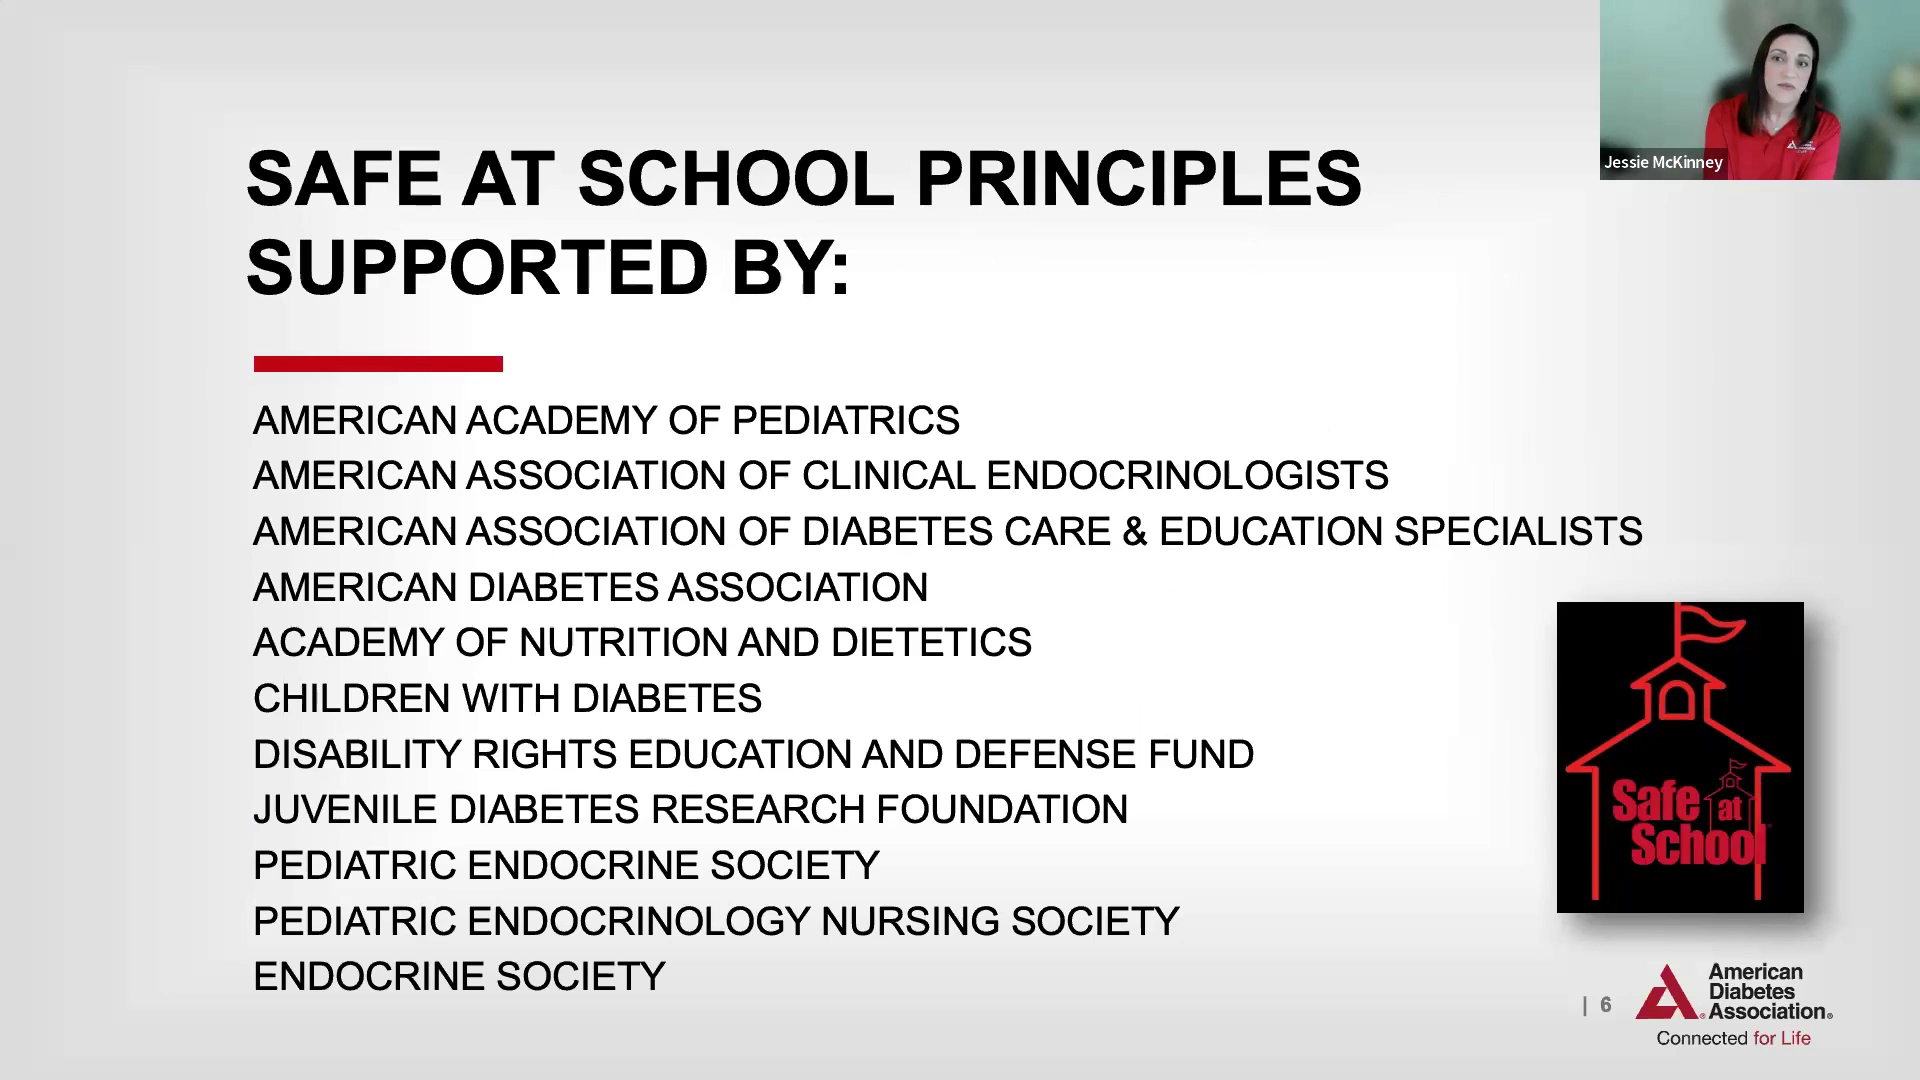 Jessie McKinney
SAFE AT SCHOOL PRINCIPLES
SUPPORTED BY:
AMERICAN ACADEMY OF PEDIATRICS
AMERICAN ASSOCIATION OF CLINICAL ENDOCRINOLOGISTS
AMERICAN ASSOCIATION OF DIABETES CARE & EDUCATION SPECIALISTS
AMERICAN DIABETES ASSOCIATION
ACADEMY OF NUTRITION AND DIETETICS
CHILDREN WITH DIABETES
DISABILITY RIGHTS EDUCATION AND DEFENSE FUND
JUVENILE DIABETES RESEARCH FOUNDATION
PEDIATRIC ENDOCRINE SOCIETY
PEDIATRIC ENDOCRINOLOGY NURSING SOCIETY
ENDOCRINE SOCIETY
Safe at
School
| 6
American
Diabetes
Association®
Connected for Life